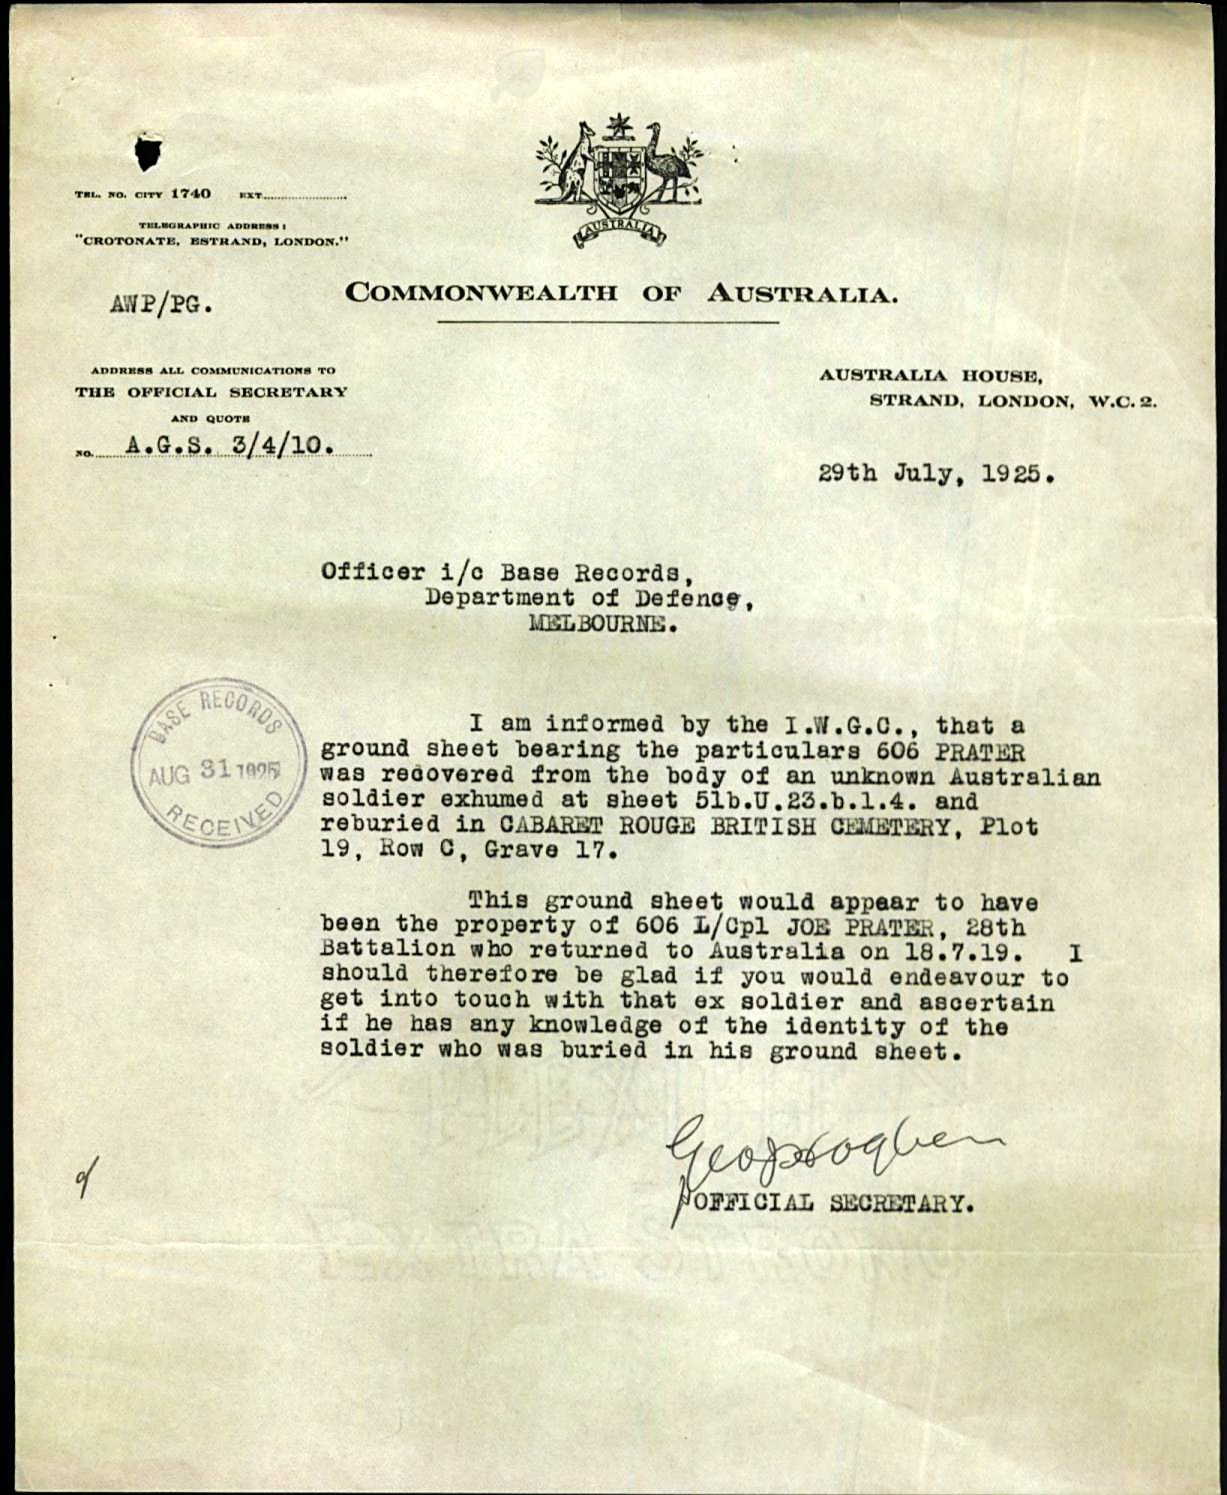 AUSTRALIA
TEL. NO. CITY 1740 EXT.
TELEGRAPHIC ADDRESS:
"CROTONATE, ESTRAND, LONDON."
AWP/PG.
COMMONWEALTH OF AUSTRALIA.
ADDRESS ALL COMMUNICATIONS TO
THE OFFICIAL SECRETARY
AND QUOTE
NO. A.G.S. 3/4/10.
AUSTRALIA HOUSE,
STRAND, LONDON, W.C.2.
29th July, 1925.
Officer i/c Base Records,
Department of Defence,
MELBOURNE.
BASE RECORDS
AUG 31 1925
RECEIVED
I am informed by the I.W.G.C., that a
ground sheet bearing the particulars 606 PRATER
was recovered from the body of an unknown Australian
soldier exhumed at sheet 51b.U.23.b.1.4. and
reburied in CABARET ROUGE BRITISH CEMETERY, Plot
19, Row C, Grave 17.
This ground sheet would appear to have
been the property of 606 L/Cpl JOE PRATER, 28th
Battalion who returned to Australia on 18.7.19. I
should therefore be glad if you would endeavour to
get into touch with that ex soldier and ascertain
if he has any knowledge of the identity of the
soldier who was buried in his ground sheet.
OFFICIAL SECRETARY.